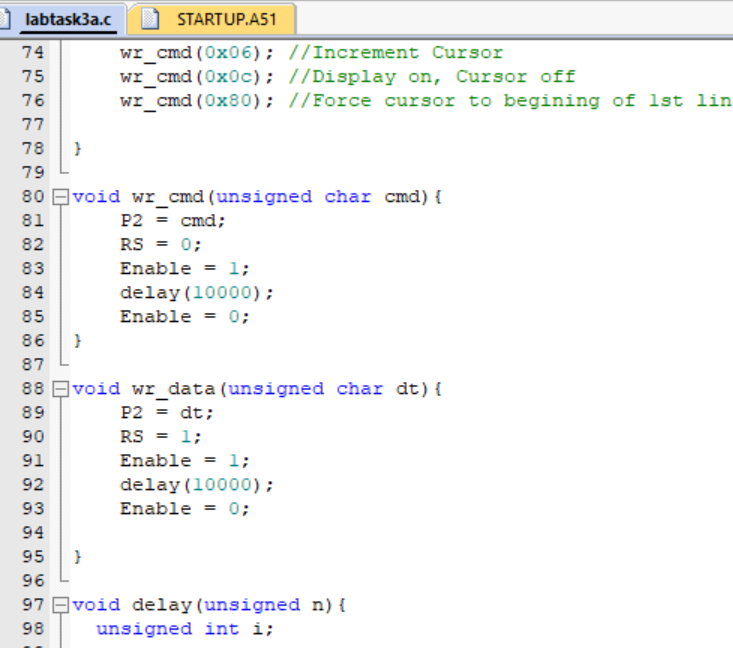 labtask3a.c STARTUP.A51
74 wr_cmd(0x06); //Increment Cursor
75 wr_cmd(0x0c); //Display on, Cursor off
76 wr_cmd(0x80); //Force cursor to begining of 1st lin
77
78 }
79
80 void wr_cmd(unsigned char cmd){
81 P2 = cmd;
82 RS = 0;
83 Enable = 1;
84 delay(10000);
85 Enable = 0;
86 }
87
88 void wr_data(unsigned char dt){
89 P2 = dt;
90 RS = 1;
91 Enable = 1;
92 delay(10000);
93 Enable = 0;
94
95 }
96
97 void delay(unsigned n){
98 unsigned int i;